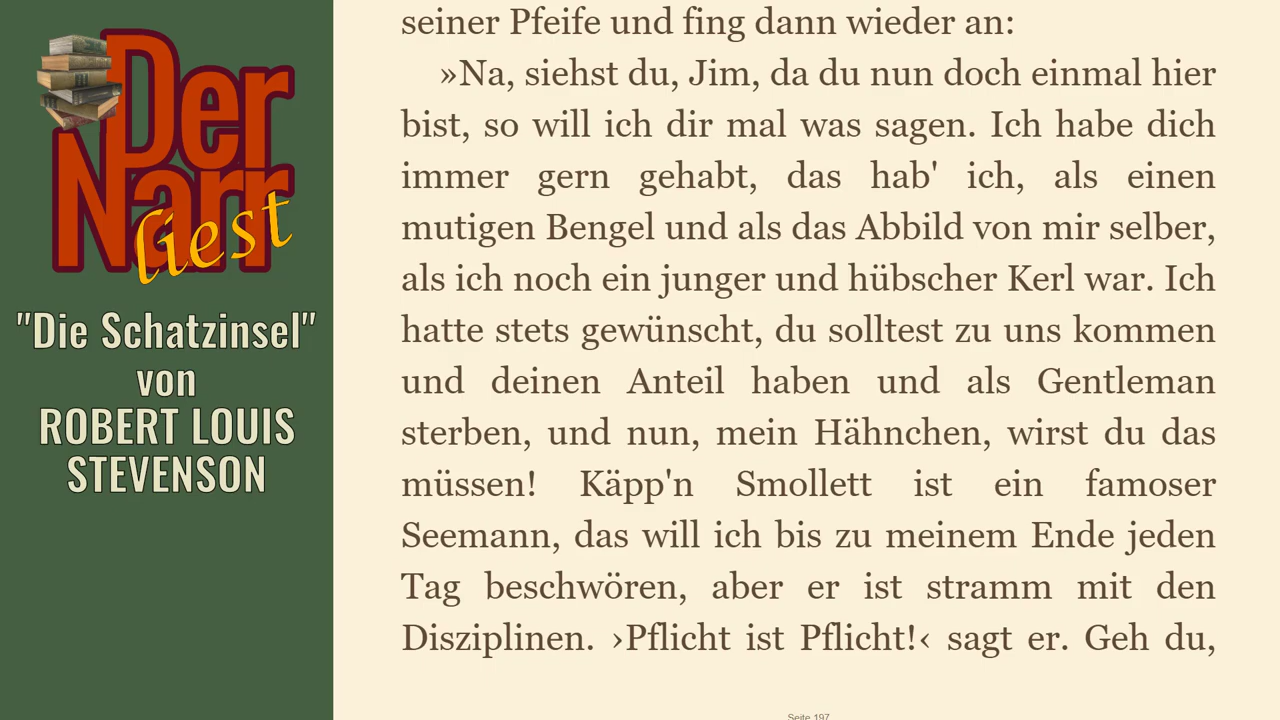 Der
Narr
liest
"Die Schatzinsel"
von
ROBERT LOUIS
STEVENSON
seiner Pfeife und fing dann wieder an:
»Na, siehst du, Jim, da du nun doch einmal hier
bist, so will ich dir mal was sagen. Ich habe dich
immer gern gehabt, das hab' ich, als einen
mutigen Bengel und als das Abbild von mir selber,
als ich noch ein junger und hübscher Kerl war. Ich
hatte stets gewünscht, du solltest zu uns kommen
und deinen Anteil haben und als Gentleman
sterben, und nun, mein Hähnchen, wirst du das
müssen! Käpp'n Smollett ist ein famoser
Seemann, das will ich bis zu meinem Ende jeden
Tag beschwören, aber er ist stramm mit den
Disziplinen. ›Pflicht ist Pflicht!‹ sagt er. Geh du,
Seite 197